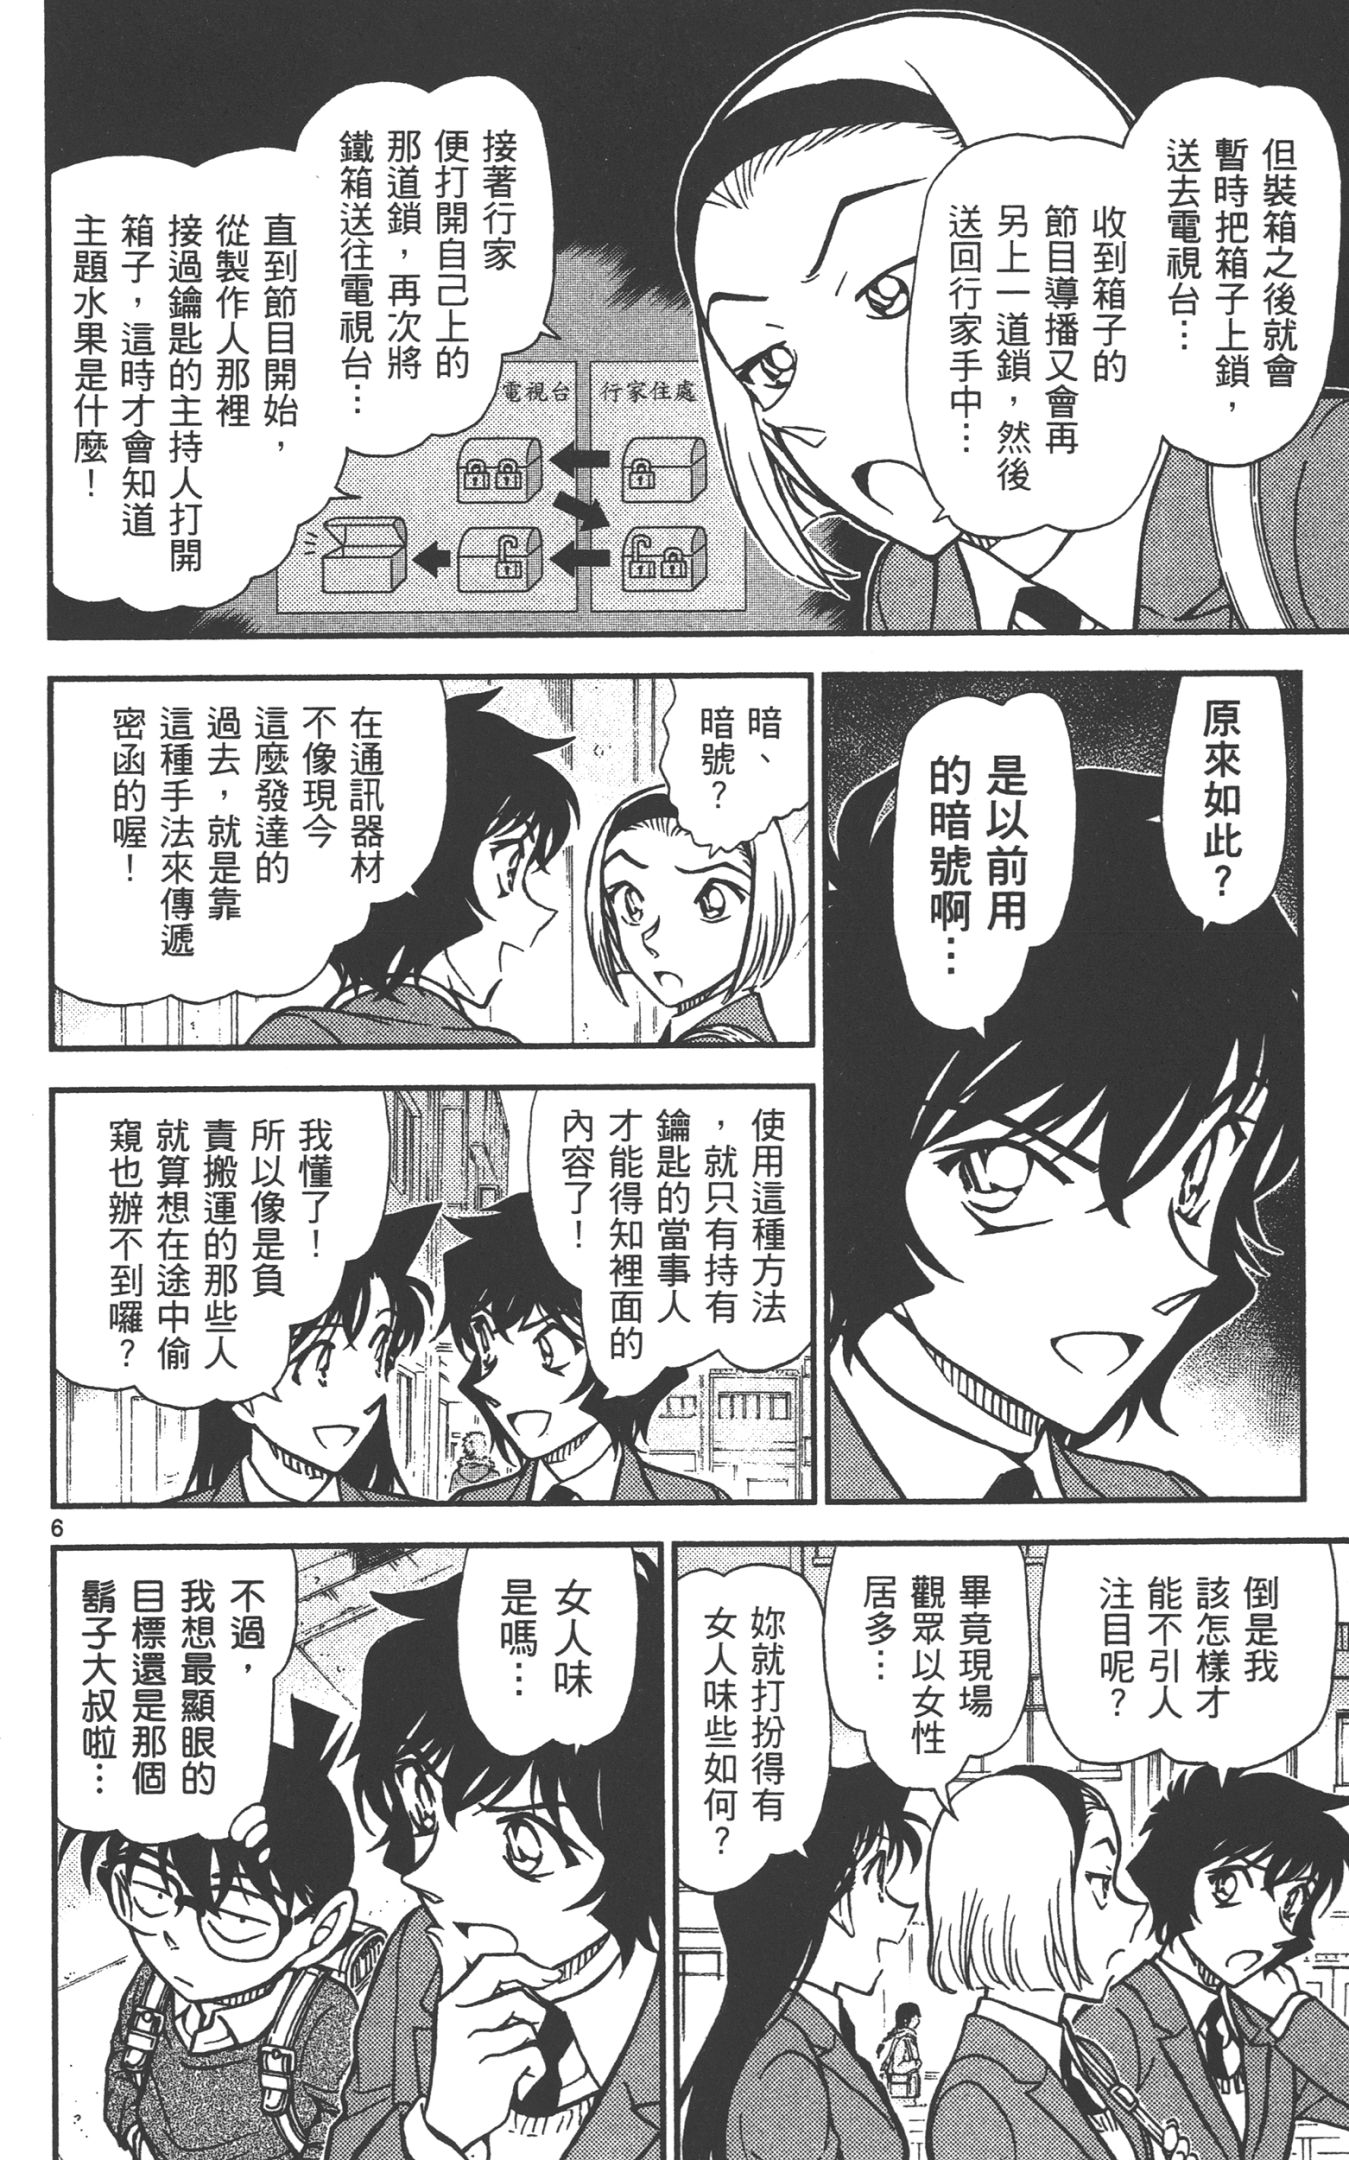 但裝箱之後就會
暫時把箱子上鎖，
送去電視台…
收到箱子的
節目導播又會再
另上一道鎖，然後
送回行家手中…
接著行家
便打開自己上的
那道鎖，再次將
鐵箱送往電視台…
行家住處
電視台
直到節目開始，
從製作人那裡
接過鑰匙的主持人打開
箱子，這時才會知道
主題水果是什麼！
原來如此？
是以前用
的暗號啊…
暗、
暗號？
在通訊器材
不像現今
這麼發達的
過去，就是靠
這種手法來傳遞
密函的喔！
使用這種方法
，就只有持有
鑰匙的當事人
才能得知裡面的
內容了！
我懂了！
所以像是負
責搬運的那些人
就算想在途中偷
窺也辦不到囉？
倒是我
該怎樣才
能不引人
注目呢？
畢竟現場
觀眾以女性
居多…
妳就打扮得有
女人味些如何？
女人味
是嗎…
不過，
我想最顯眼的
目標還是那個
鬍子大叔啦…
6